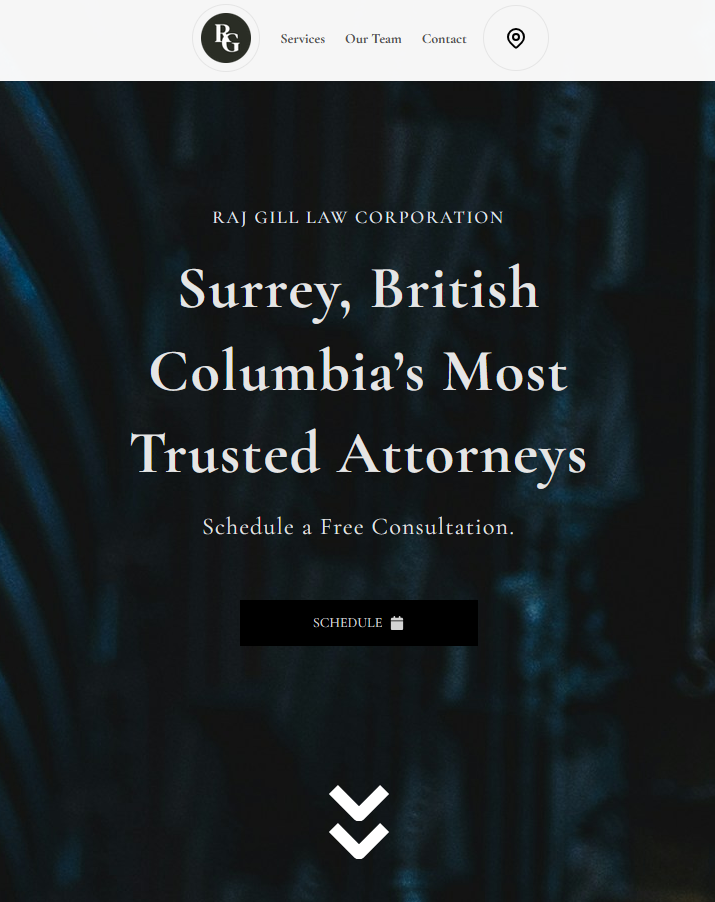 RG
Services Our Team Contact
RAJ GILL LAW CORPORATION
Surrey, British
Columbia’s Most
Trusted Attorneys
Schedule a Free Consultation.
SCHEDULE